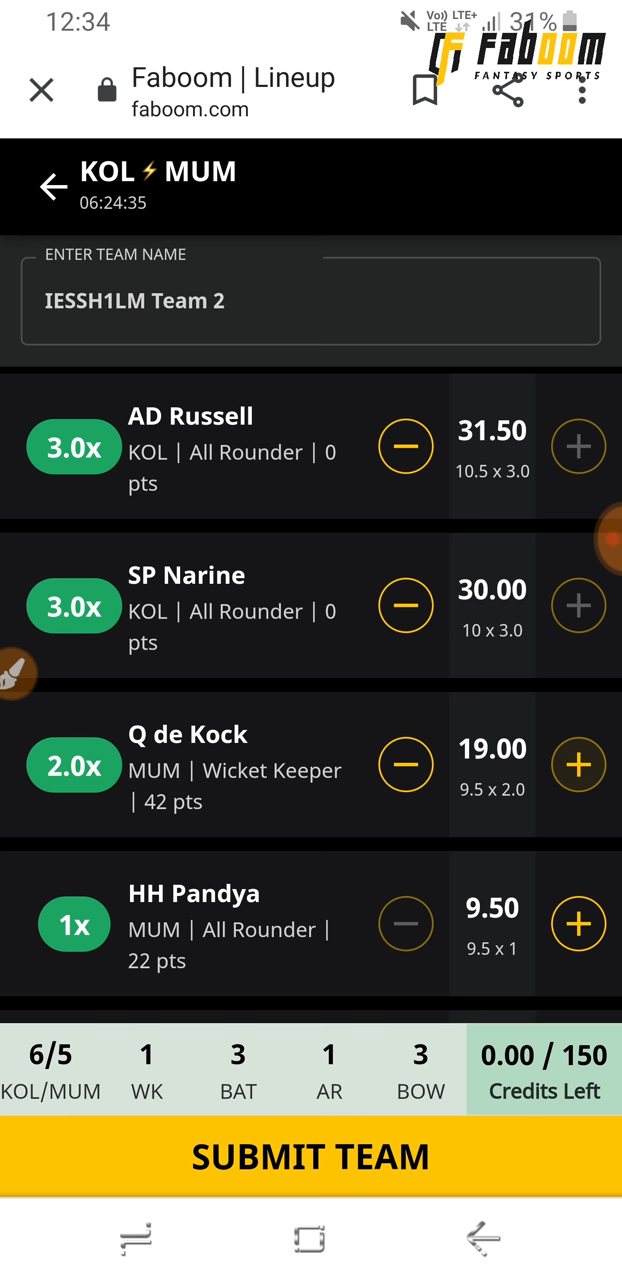 12:34
Vo) LTE+
LTE
31%
Faboom | Lineup
faboom.com
faboom
FANTASY SPORTS
KOL⚡MUM
06:24:35
ENTER TEAM NAME
IESSH1LM Team 2
3.0x
AD Russell
KOL | All Rounder | 0
pts
31.50
10.5 x 3.0
3.0x
SP Narine
KOL | All Rounder | 0
pts
30.00
10 x 3.0
2.0x
Q de Kock
MUM | Wicket Keeper
| 42 pts
19.00
9.5 x 2.0
1x
HH Pandya
MUM | All Rounder |
22 pts
9.50
9.5 x 1
6/5 1 3 1 3 0.00 / 150
KOL/MUM WK BAT AR BOW Credits Left
SUBMIT TEAM